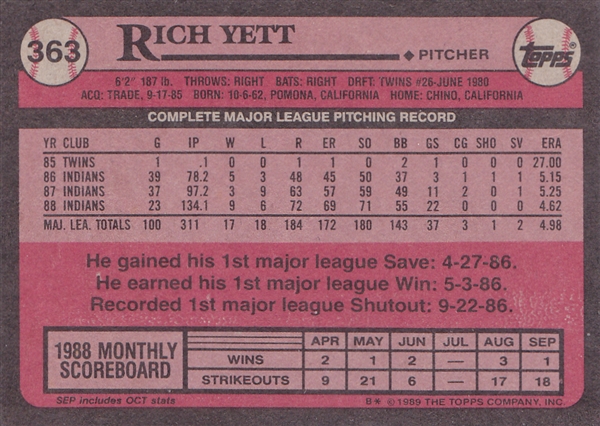 363
RICH YETT
PITCHER
TOPPS®
6'2" 187 lb. THROWS: RIGHT BATS: RIGHT DRFT: TWINS #26-JUNE 1980
ACQ: TRADE, 9-17-85 BORN: 10-6-62, POMONA, CALIFORNIA HOME: CHINO, CALIFORNIA
COMPLETE MAJOR LEAGUE PITCHING RECORD
YR CLUB G IP W L R ER SO BB GS CG SHO SV ERA
85 TWINS 1 .1 0 0 1 1 0 2 1 0 0 0 27.00
86 INDIANS 39 78.2 5 3 48 45 50 37 3 1 1 1 5.15
87 INDIANS 37 97.2 3 9 63 57 59 49 11 2 0 1 5.25
88 INDIANS 23 134.1 9 6 72 69 71 55 22 0 0 0 4.62
MAJ. LEA. TOTALS 100 311 17 18 184 172 180 143 37 3 1 2 4.98
He gained his 1st major league Save: 4-27-86.
He earned his 1st major league Win: 5-3-86.
Recorded 1st major league Shutout: 9-22-86.
1988 MONTHLY SCOREBOARD
APR MAY JUN JUL AUG SEP
WINS 2 1 2 — 3 1
STRIKEOUTS 9 21 6 — 17 18
SEP includes OCT stats
B* © 1989 THE TOPPS COMPANY, INC.